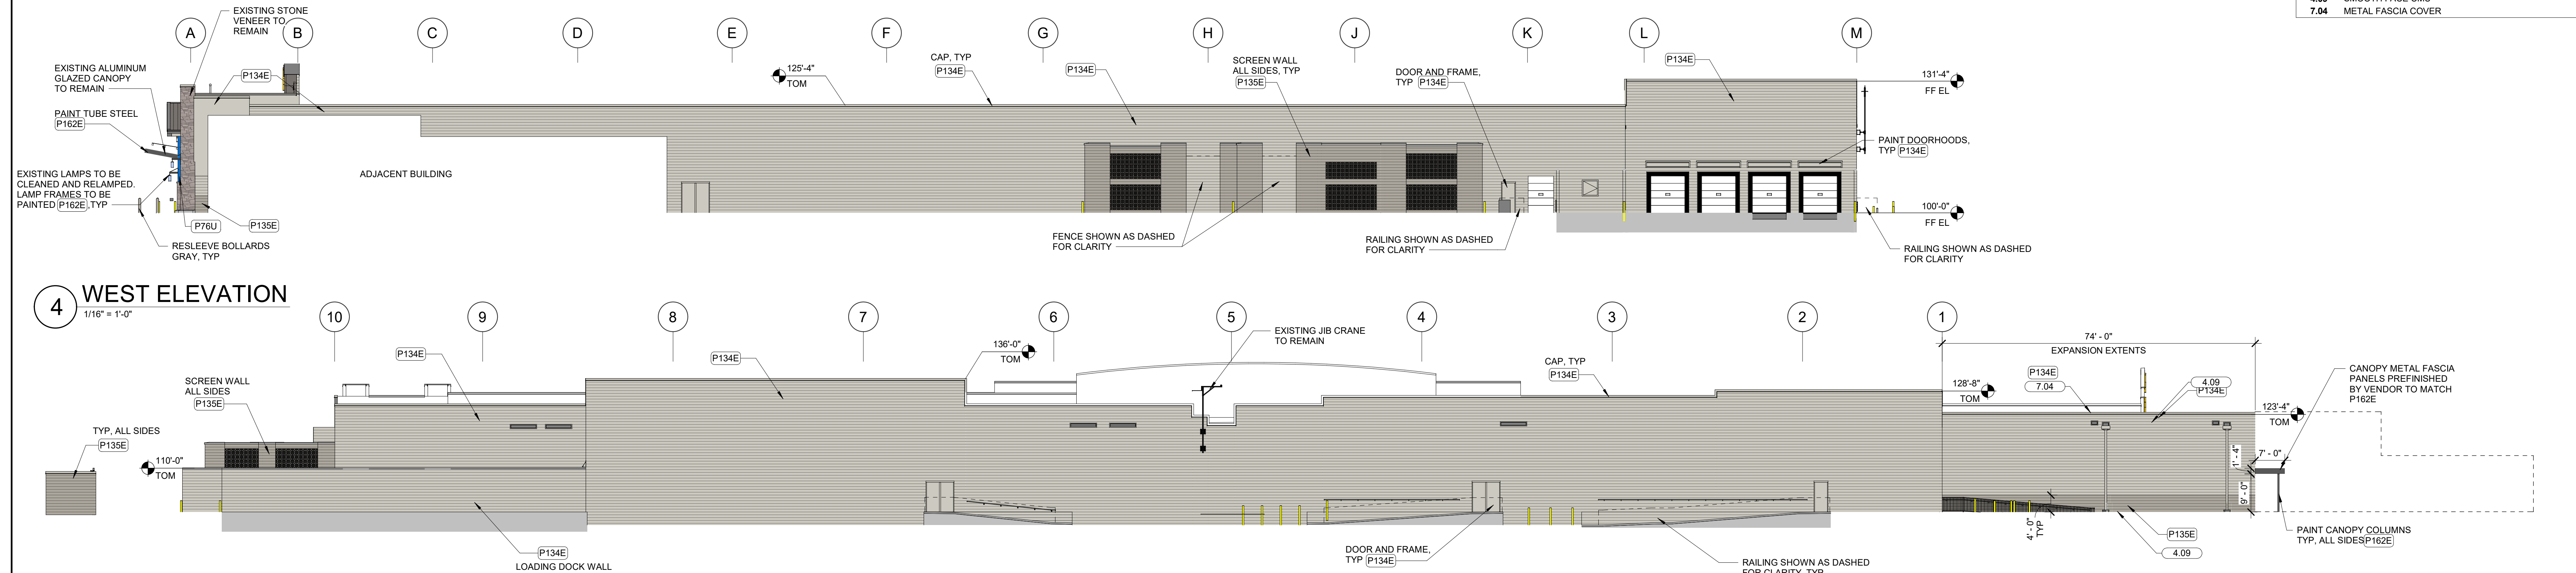 4.09 SMOOTH FACE CMU
7.04 METAL FASCIA COVER
EXISTING STONE
VENEER TO
REMAIN
A
B
C
D
E
F
G
H
J
K
L
M
EXISTING ALUMINUM
GLAZED CANOPY
TO REMAIN
P134E
125'-4"
TOM
CAP, TYP
P134E
P134E
SCREEN WALL
ALL SIDES, TYP
P135E
DOOR AND FRAME,
TYP P134E
P134E
131'-4"
FF EL
PAINT TUBE STEEL
P162E
PAINT DOORHOODS,
TYP P134E
EXISTING LAMPS TO BE
CLEANED AND RELAMPED.
LAMP FRAMES TO BE
PAINTED P162E ,TYP
ADJACENT BUILDING
P76U
P135E
RESLEEVE BOLLARDS
GRAY, TYP
FENCE SHOWN AS DASHED
FOR CLARITY
RAILING SHOWN AS DASHED
FOR CLARITY
100'-0"
FF EL
RAILING SHOWN AS DASHED
FOR CLARITY
4 WEST ELEVATION
1/16" = 1'-0"
10
9
8
7
6
5
4
3
2
1
EXISTING JIB CRANE
TO REMAIN
74' - 0"
EXPANSION EXTENTS
P134E
P134E
136'-0"
TOM
CAP, TYP
P134E
P134E
7.04
4.09
P134E
CANOPY METAL FASCIA
PANELS PREFINISHED
BY VENDOR TO MATCH
P162E
SCREEN WALL
ALL SIDES
P135E
128'-8"
TOM
123'-4"
TOM
TYP, ALL SIDES
P135E
110'-0"
TOM
1' - 4"
7' - 0"
9' - 0"
4' - 0"
TYP
P134E
LOADING DOCK WALL
DOOR AND FRAME,
TYP P134E
RAILING SHOWN AS DASHED
FOR CLARITY, TYP
P135E
4.09
PAINT CANOPY COLUMNS
TYP, ALL SIDES P162E